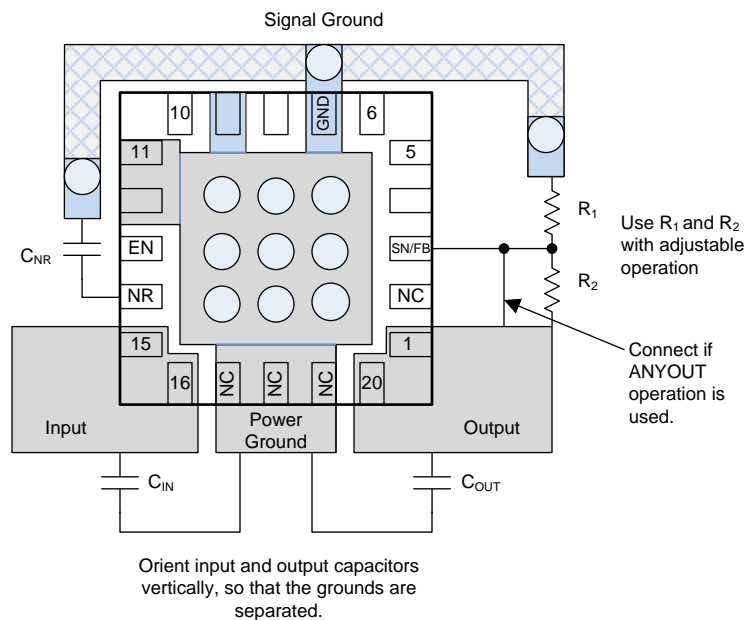 Signal Ground
10
GND
6
11
5
R1
Use R1 and R2
with adjustable
operation
CNR
EN
SN/FB
R2
NR
NC
15
1
Connect if
ANYOUT
operation is
used.
16
NC
NC
NC
20
Input
Power
Ground
Output
CIN
COUT
Orient input and output capacitors
vertically, so that the grounds are
separated.